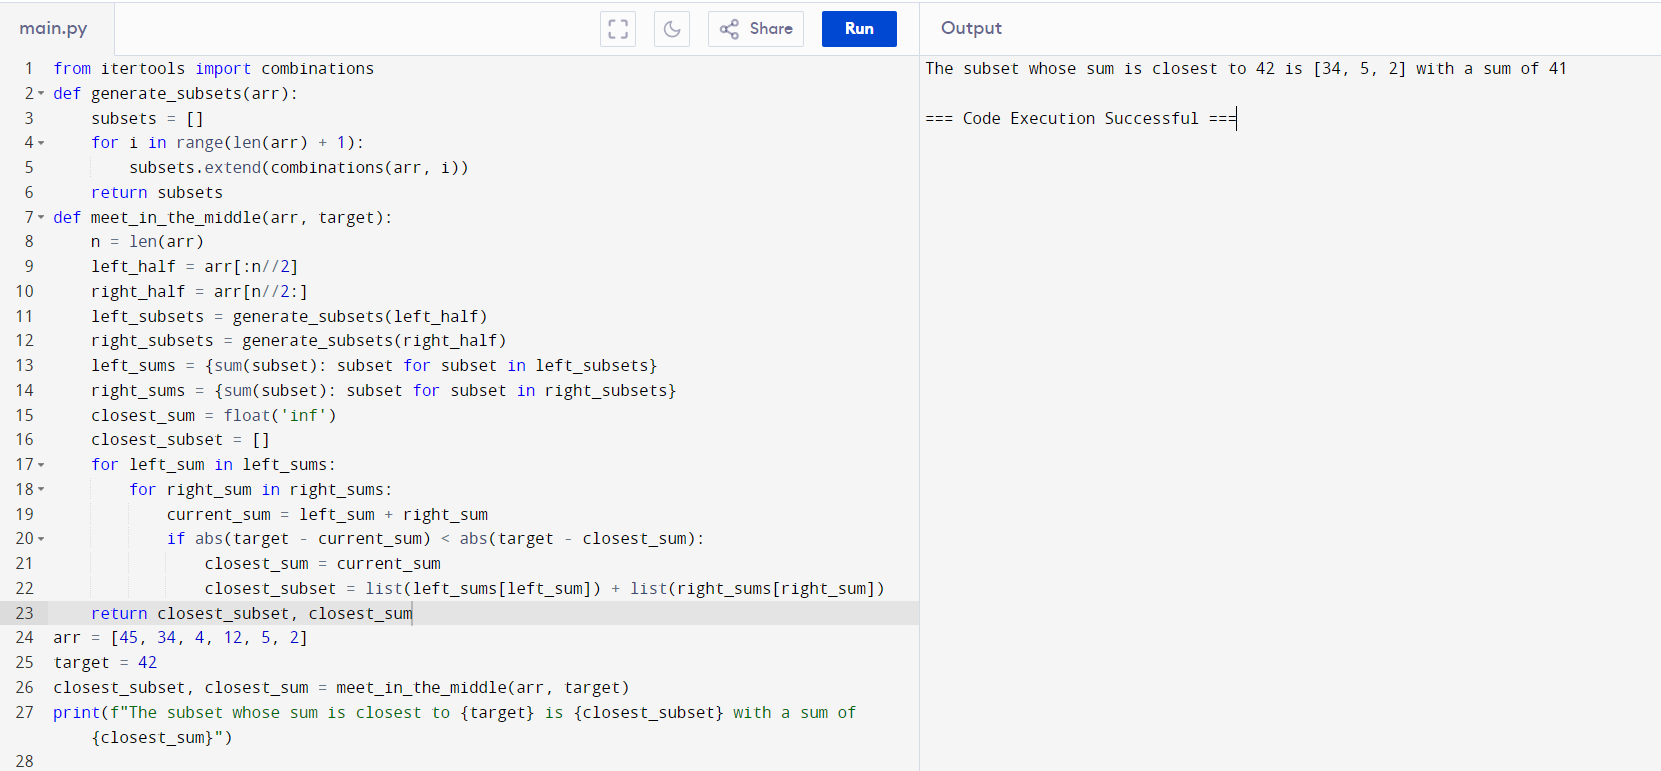 main.py
Share
Run
Output
1 from itertools import combinations
2 def generate_subsets(arr):
3     subsets = []
4     for i in range(len(arr) + 1):
5         subsets.extend(combinations(arr, i))
6     return subsets
7 def meet_in_the_middle(arr, target):
8     n = len(arr)
9     left_half = arr[:n//2]
10     right_half = arr[n//2:]
11     left_subsets = generate_subsets(left_half)
12     right_subsets = generate_subsets(right_half)
13     left_sums = {sum(subset): subset for subset in left_subsets}
14     right_sums = {sum(subset): subset for subset in right_subsets}
15     closest_sum = float('inf')
16     closest_subset = []
17     for left_sum in left_sums:
18         for right_sum in right_sums:
19             current_sum = left_sum + right_sum
20             if abs(target - current_sum) < abs(target - closest_sum):
21                 closest_sum = current_sum
22                 closest_subset = list(left_sums[left_sum]) + list(right_sums[right_sum])
23     return closest_subset, closest_sum
24 arr = [45, 34, 4, 12, 5, 2]
25 target = 42
26 closest_subset, closest_sum = meet_in_the_middle(arr, target)
27 print(f"The subset whose sum is closest to {target} is {closest_subset} with a sum of
{closest_sum}")
28
The subset whose sum is closest to 42 is [34, 5, 2] with a sum of 41
=== Code Execution Successful ===